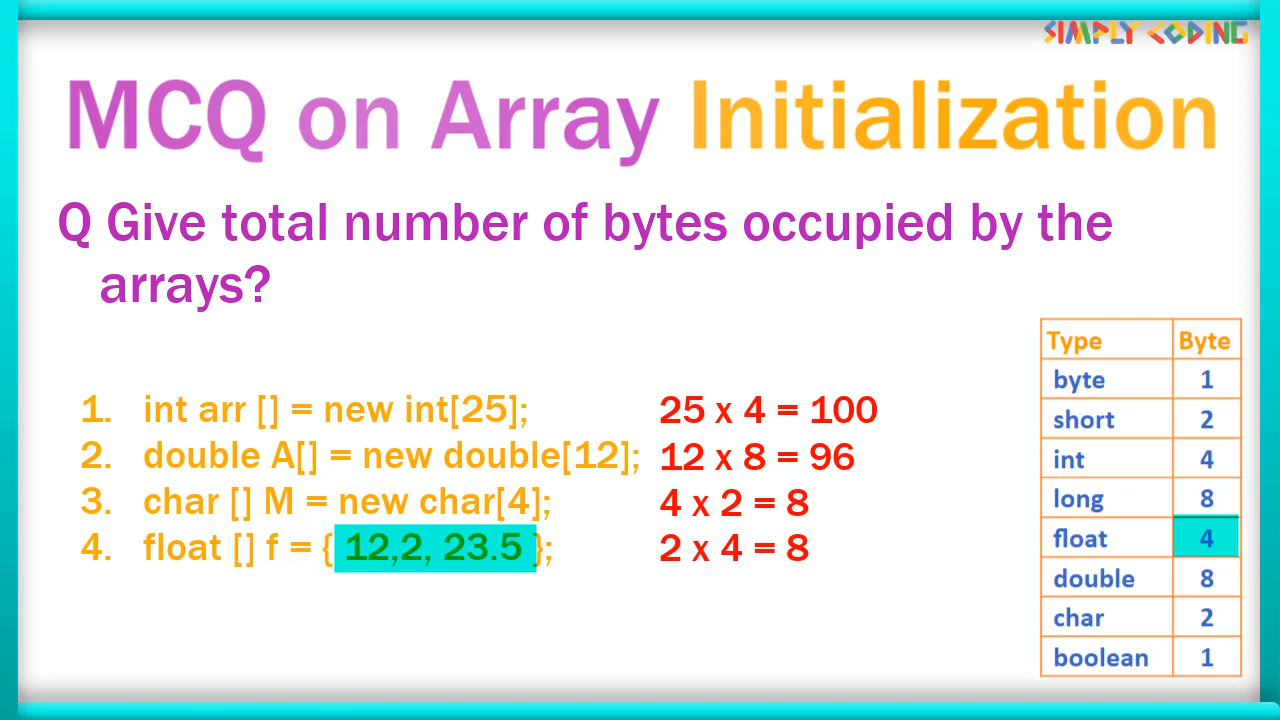 SIMPLY CODING
MCQ on Array Initialization
Q Give total number of bytes occupied by the
arrays?
1. int arr [] = new int[25]; 25 x 4 = 100
2. double A[] = new double[12]; 12 x 8 = 96
3. char [] M = new char[4]; 4 x 2 = 8
4. float [] f = { 12,2, 23.5 }; 2 x 4 = 8
Type Byte
byte 1
short 2
int 4
long 8
float 4
double 8
char 2
boolean 1